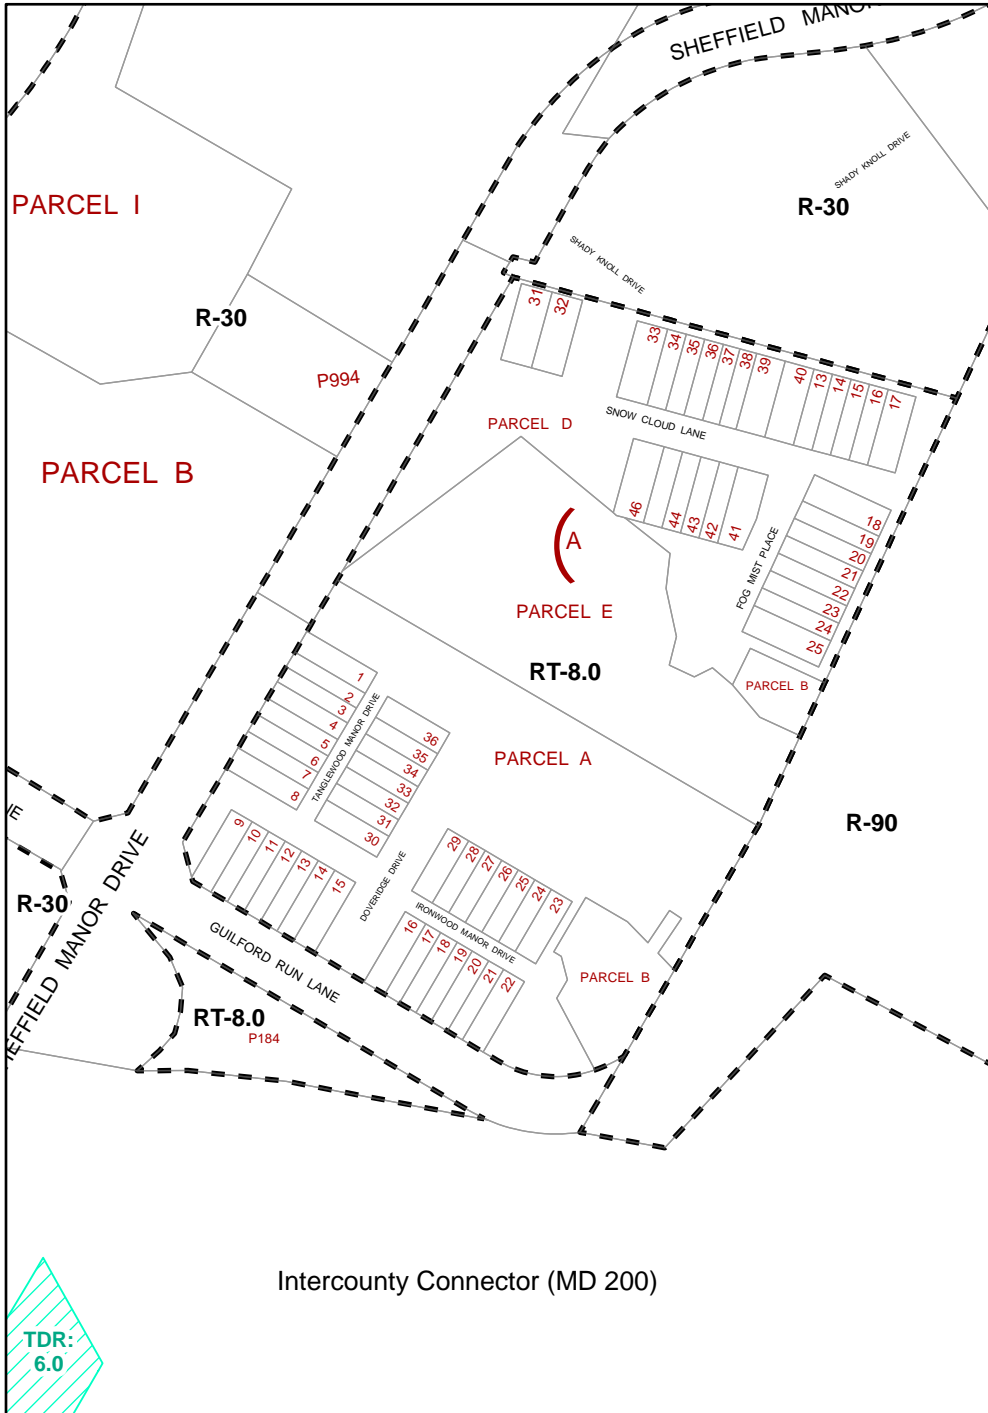 SHEFFIELD MANOR
SHADY KNOLL DRIVE
R-30
PARCEL I
SHADY KNOLL DRIVE
R-30
P994
31
32
33
34
35
36
37
38
39
40
13
14
15
16
17
SNOW CLOUD LANE
PARCEL D
PARCEL B
46
44
43
42
41
18
19
20
21
22
23
24
25
FOG MIST PLACE
A
PARCEL E
RT-8.0
PARCEL B
1
2
3
4
5
6
7
8
TANGLEWOOD MANOR DRIVE
36
35
34
33
32
31
30
PARCEL A
R-90
9
10
11
12
13
14
15
DOVERIDGE DRIVE
29
28
27
26
25
24
23
IRONWOOD MANOR DRIVE
16
17
18
19
20
21
22
PARCEL B
R-30
SHEFFIELD MANOR DRIVE
GUILFORD RUN LANE
RT-8.0
P184
Intercounty Connector (MD 200)
TDR:
6.0